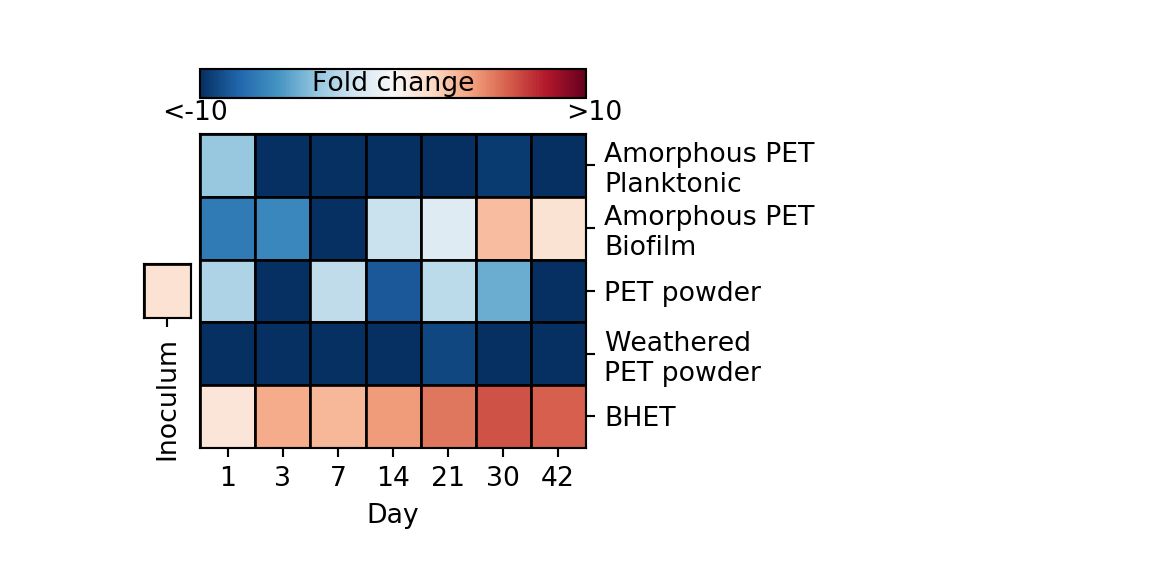 Fold change
<-10
>10
Amorphous PET
Planktonic
Amorphous PET
Biofilm
PET powder
Weathered
PET powder
BHET
Inoculum
1 3 7 14 21 30 42
Day